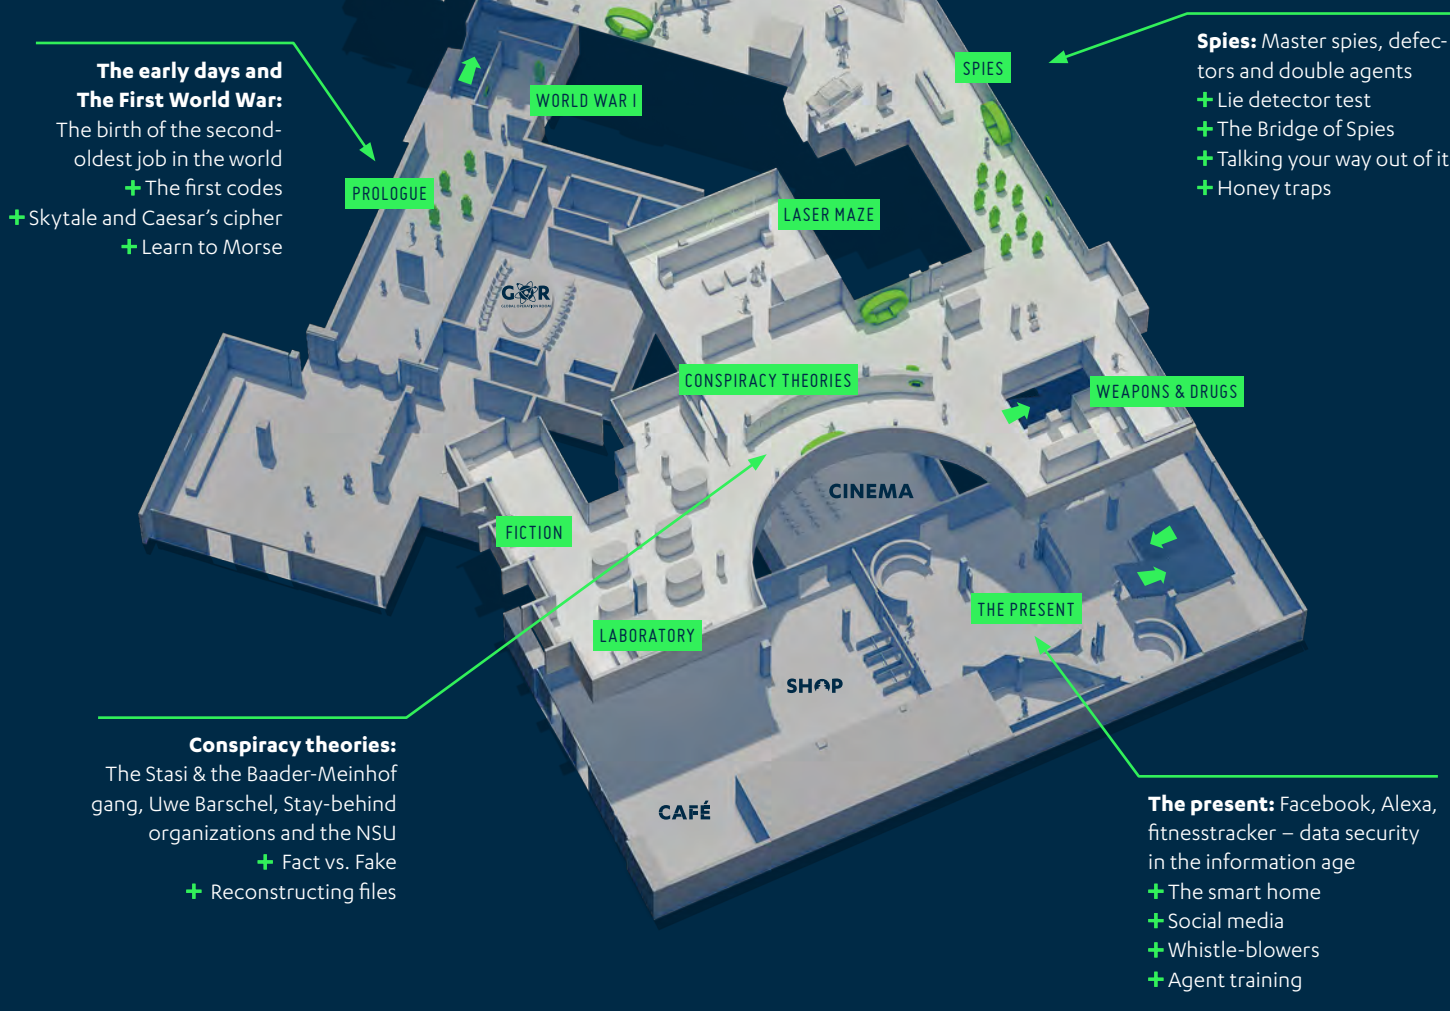 The early days and
The First World War:
The birth of the second-
oldest job in the world
+ The first codes
+ Skytale and Caesar's cipher
+ Learn to Morse
Spies: Master spies, defec-
tors and double agents
+ Lie detector test
+ The Bridge of Spies
+ Talking your way out of it
+ Honey traps
SPIES
WORLD WAR I
PROLOGUE
LASER MAZE
GOR
GLOBAL OPERATION ROOM
CONSPIRACY THEORIES
WEAPONS & DRUGS
CINEMA
FICTION
THE PRESENT
LABORATORY
SHOP
CAFÉ
Conspiracy theories:
The Stasi & the Baader-Meinhof
gang, Uwe Barschel, Stay-behind
organizations and the NSU
+ Fact vs. Fake
+ Reconstructing files
The present: Facebook, Alexa,
fitnesstracker – data security
in the information age
+ The smart home
+ Social media
+ Whistle-blowers
+ Agent training